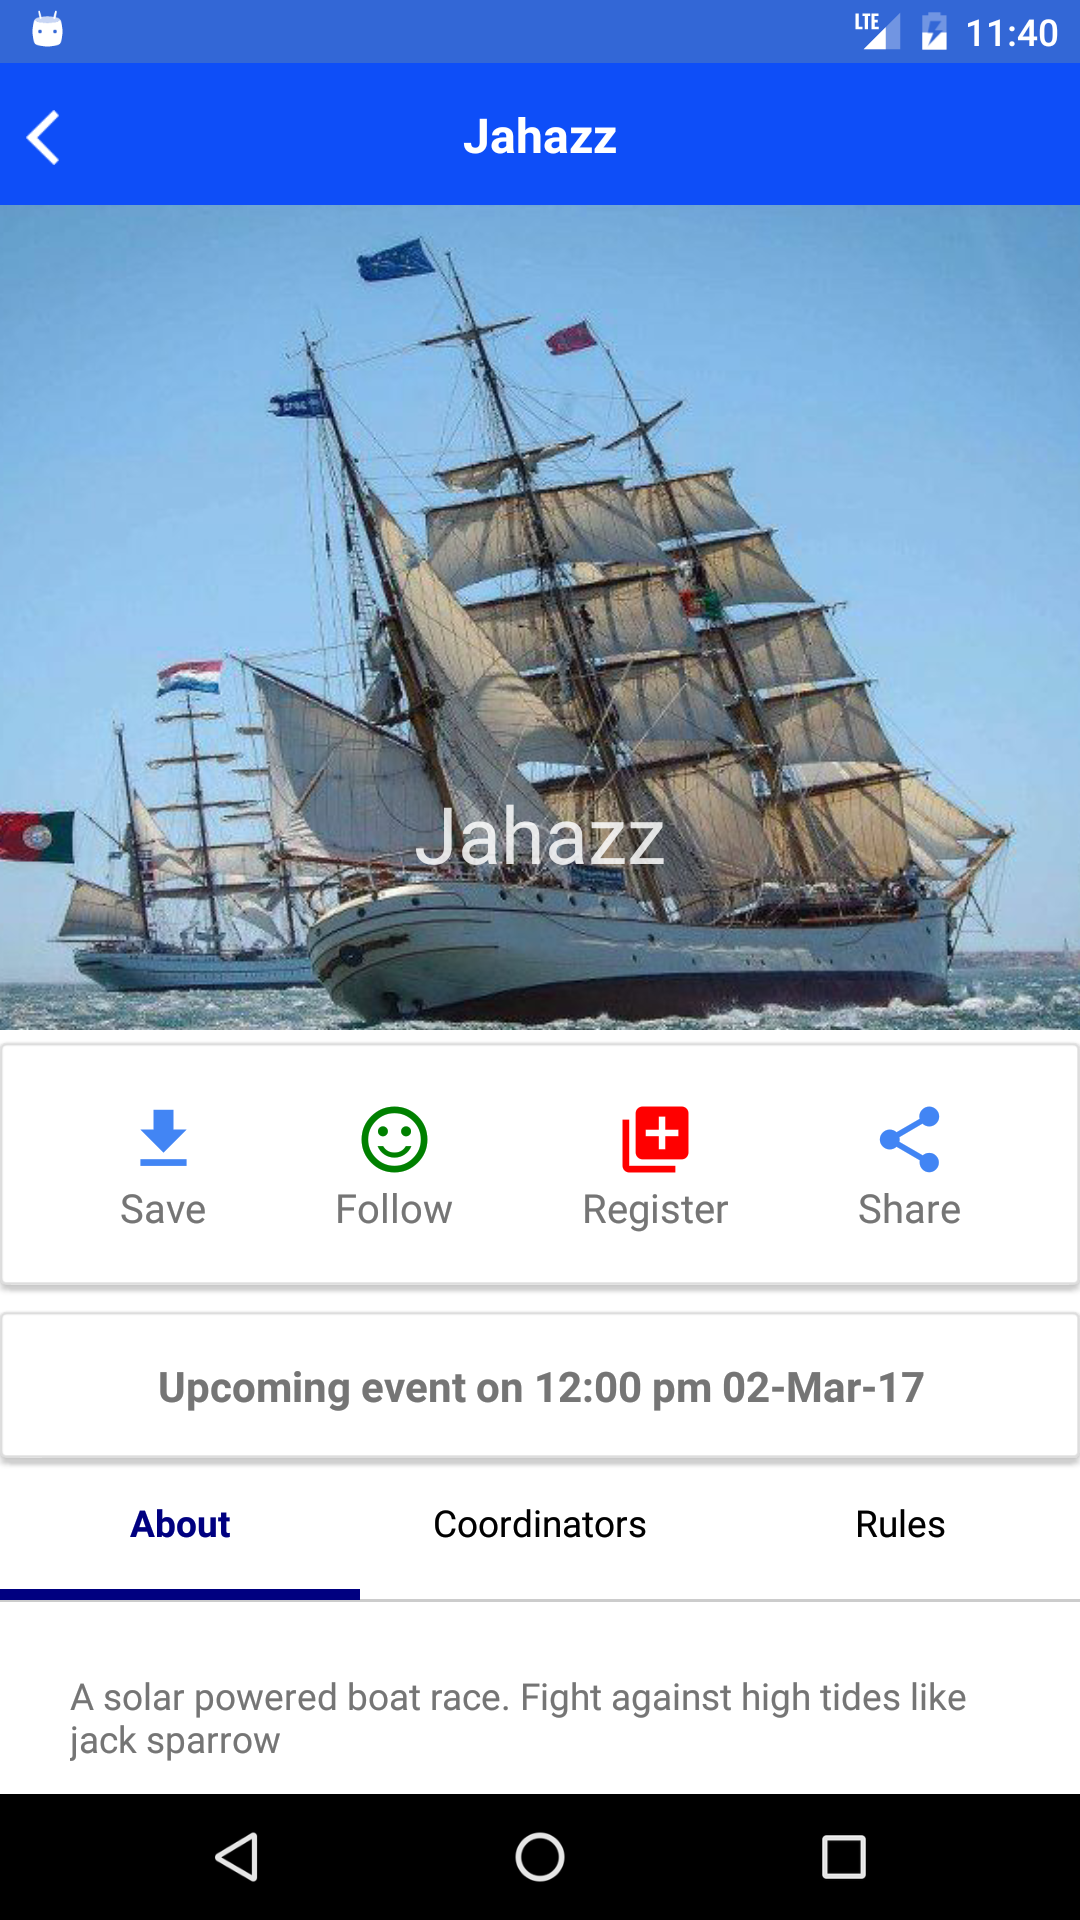 LTE 11:40
Jahazz
Jahazz
Save Follow Register Share
Upcoming event on 12:00 pm 02-Mar-17
About Coordinators Rules
A solar powered boat race. Fight against high tides like
jack sparrow